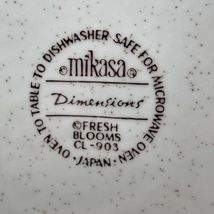 OVEN TO TABLE TO DISHWASHER · SAFE FOR MICROWAVE OVEN ·
mikasa
Dimensions
©FRESH
BLOOMS
CL-903
· JAPAN ·